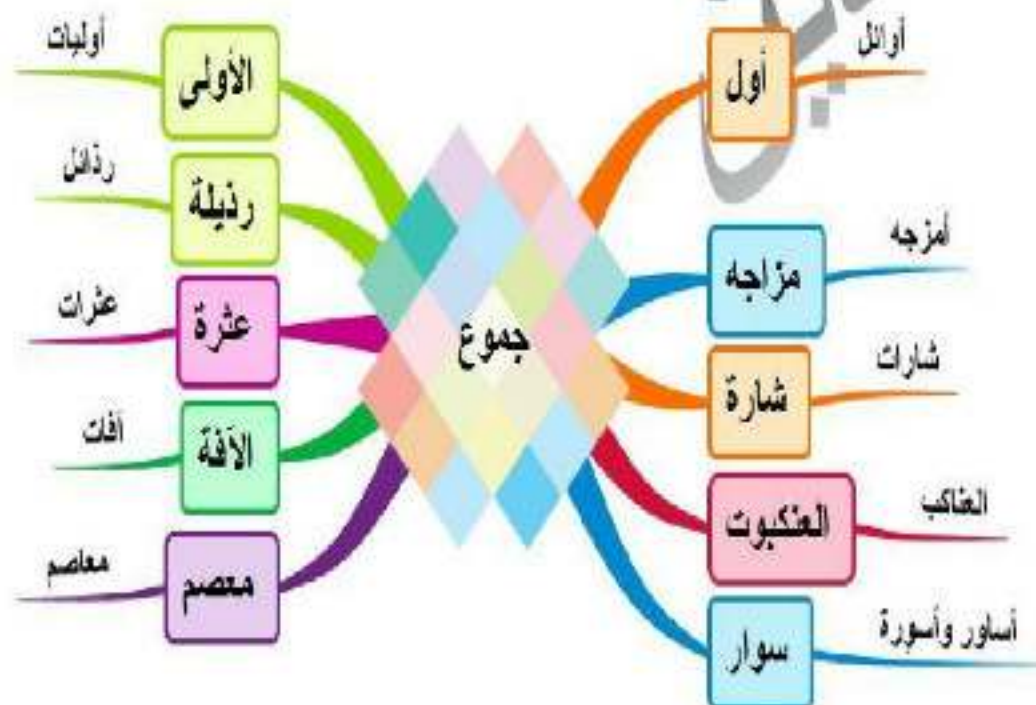 جموع
أول
أوائل
مزاجه
أمزجه
شارة
شارات
العنكبوت
العناكب
سوار
أساور وأسورة
الأولى
أوليات
رذيلة
رذائل
عثرة
عثرات
الآفة
آفات
معصم
معاصم